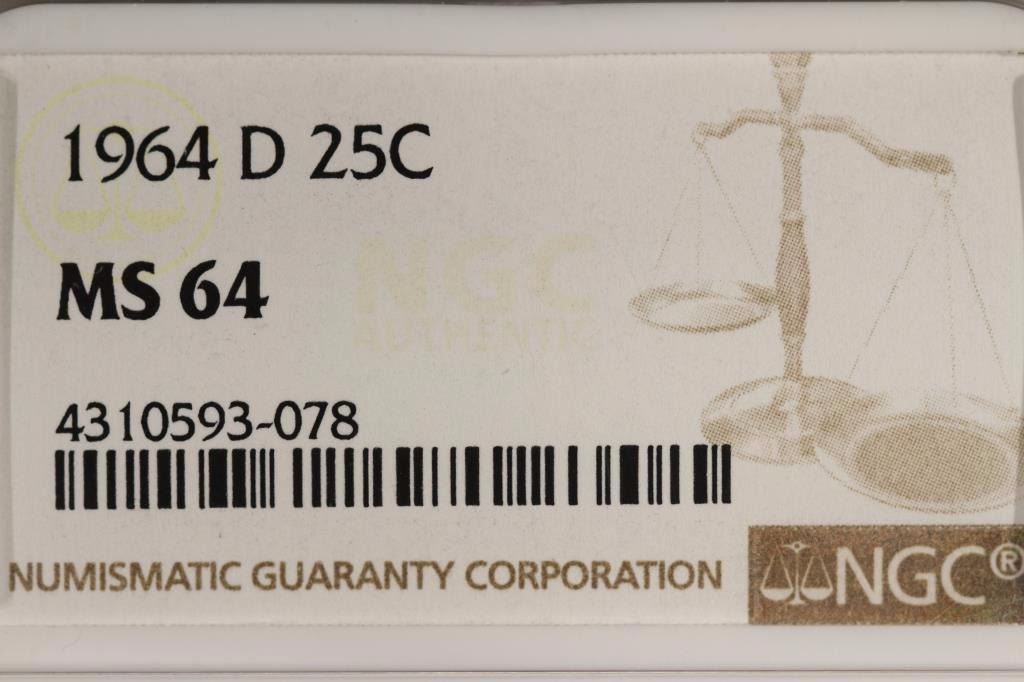 1964 D 25C
NGC
AUTHENTIC
MS 64
4310593-078
NUMISMATIC GUARANTY CORPORATION
NGC®